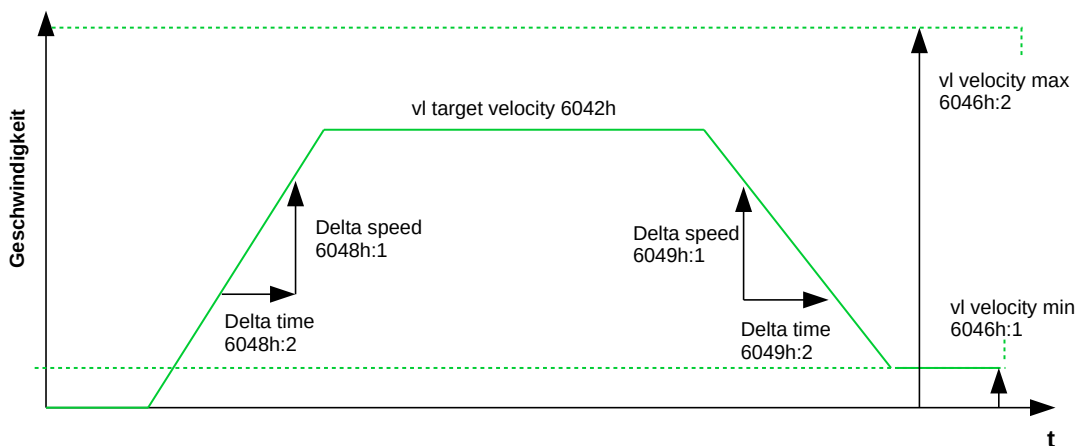 Geschwindigkeit
vl target velocity 6042h
vl velocity max
6046h:2
Delta speed
6048h:1
Delta time
6048h:2
Delta speed
6049h:1
Delta time
6049h:2
vl velocity min
6046h:1
t